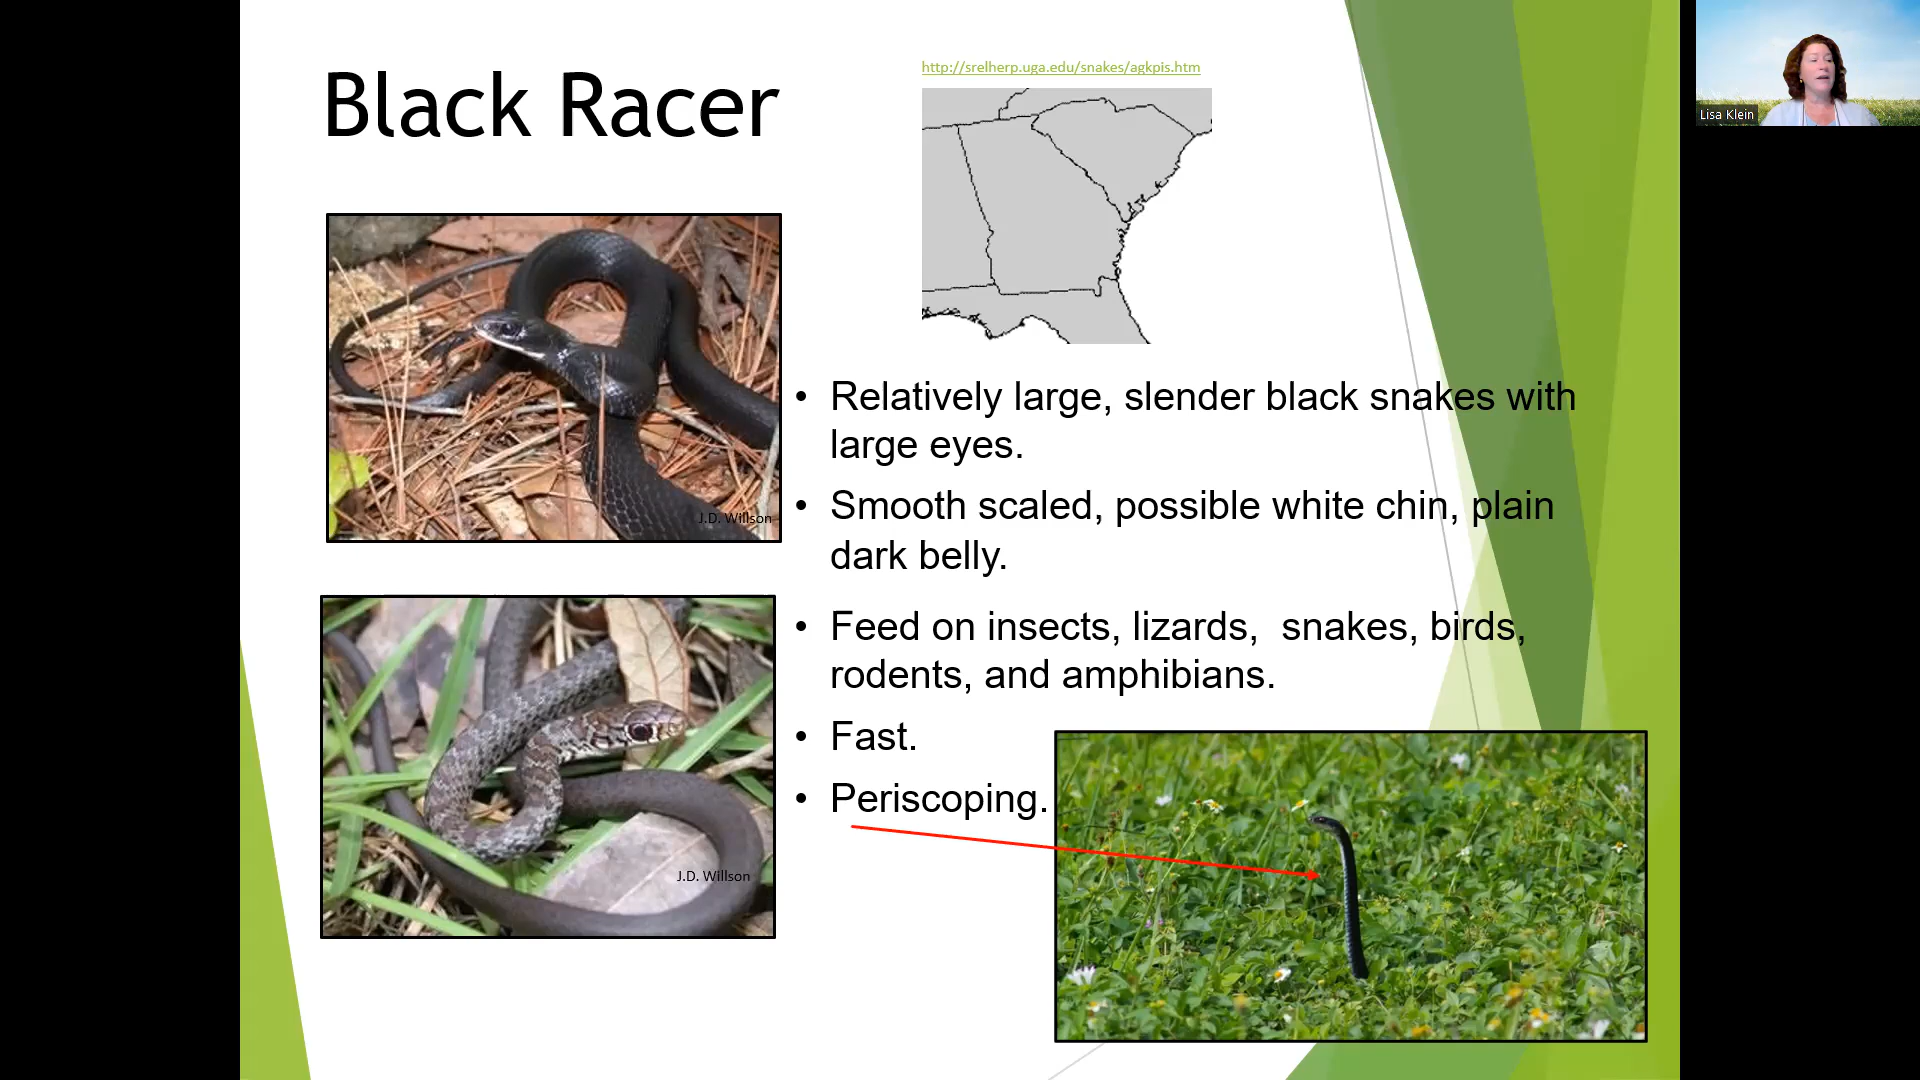 Black Racer
http://srelherp.uga.edu/snakes/agkpis.htm
Lisa Klein
J.D. Willson
• Relatively large, slender black snakes with
large eyes.
• Smooth scaled, possible white chin, plain
dark belly.
• Feed on insects, lizards,  snakes, birds,
rodents, and amphibians.
• Fast.
• Periscoping.
J.D. Willson